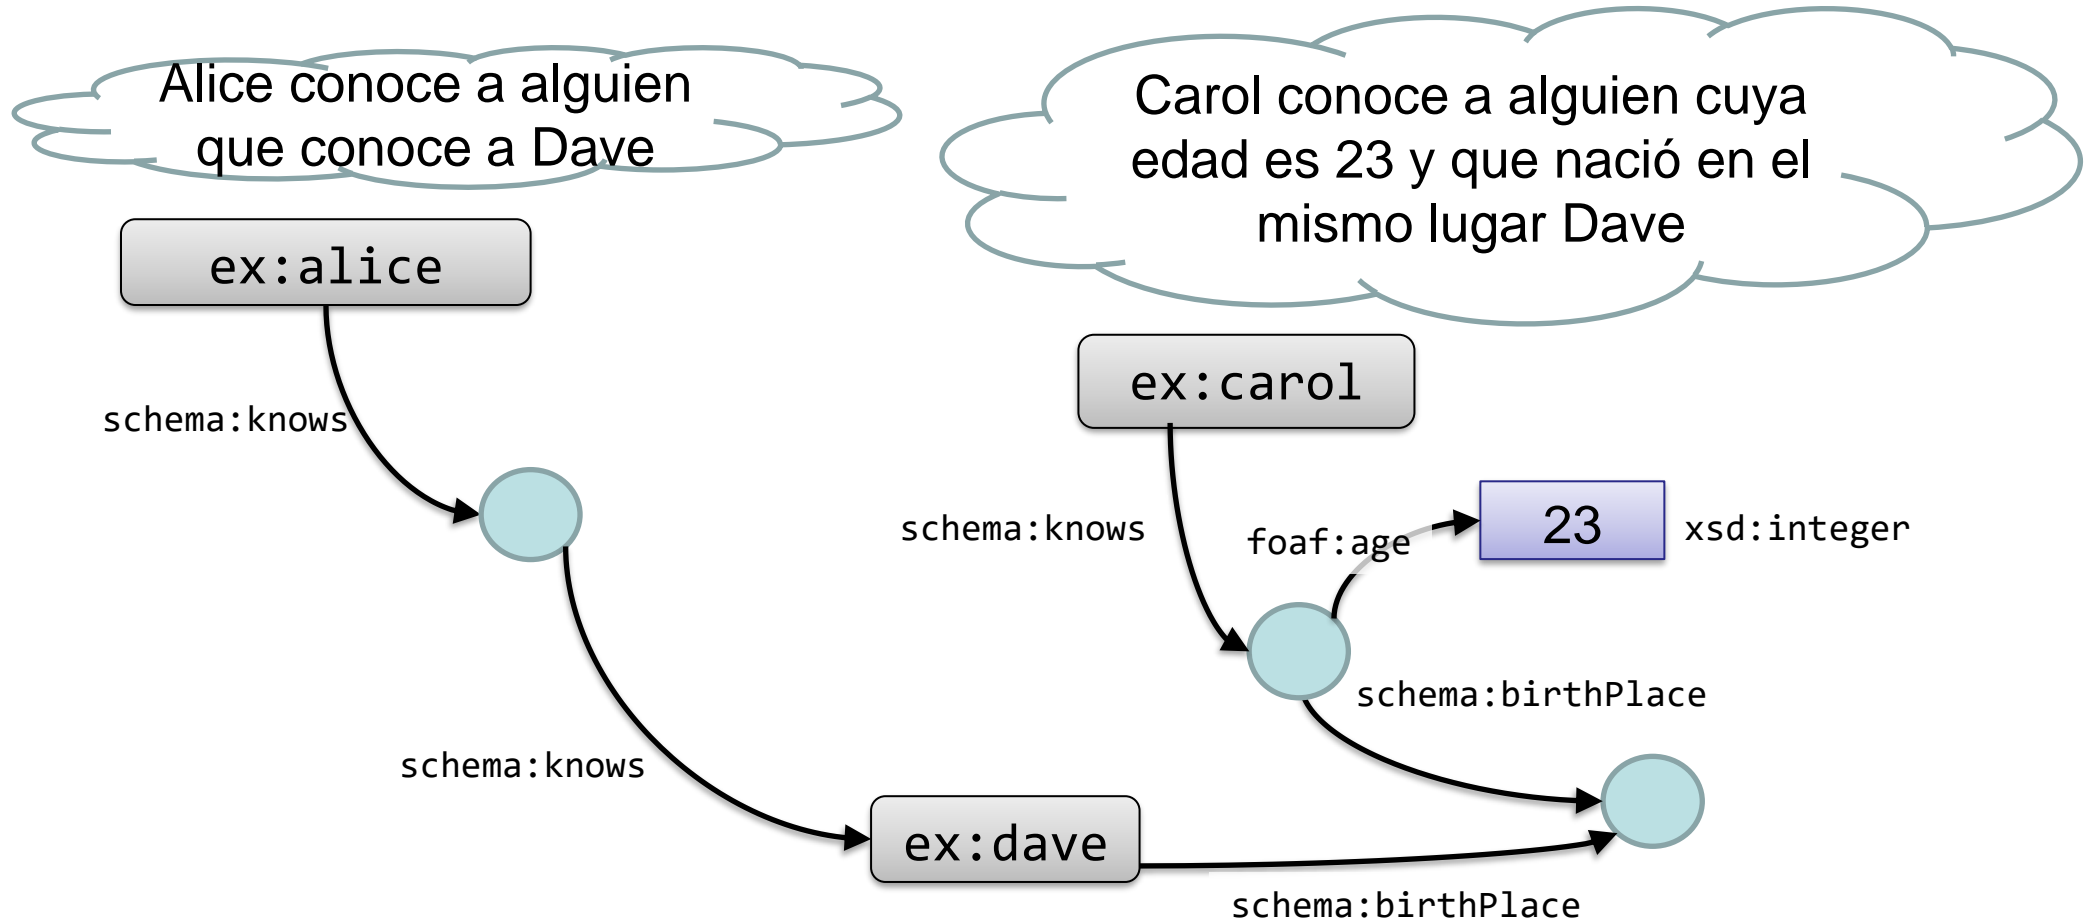 Alice conoce a alguien
que conoce a Dave
Carol conoce a alguien cuya
edad es 23 y que nació en el
mismo lugar Dave
ex:alice
ex:carol
schema:knows
schema:knows
foaf:age
23
xsd:integer
schema:birthPlace
schema:knows
ex:dave
schema:birthPlace